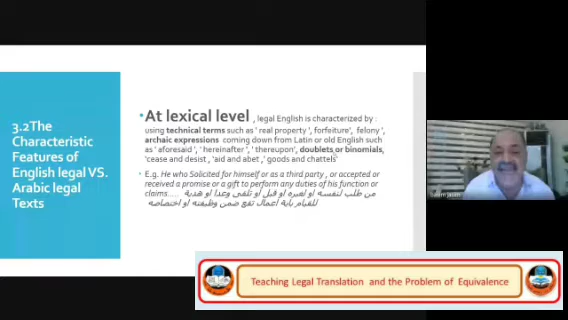 3.2The
Characteristic
Features of
English legal VS.
Arabic legal
Texts
•At lexical level , legal English is characterized by :
using technical terms such as ' real property ', forfeiture', felony ',
archaic expressions coming down from Latin or old English such
as ' aforesaid ', ' hereinafter ', ' thereupon', doublets or binomials,
'cease and desist , 'aid and abet ,' goods and chattels'
• E.g. He who Solicited for himself or as a third party , or accepted or
received a promise or a gift to perform any duties of his function or
claims..... من طلب لنفسه او لغيره او قبل او تلقى وعدا او هدية
للقيام باية اعمال تقع ضمن وظيفته او اختصاصه
Teaching Legal Translation and the Problem of Equivalence